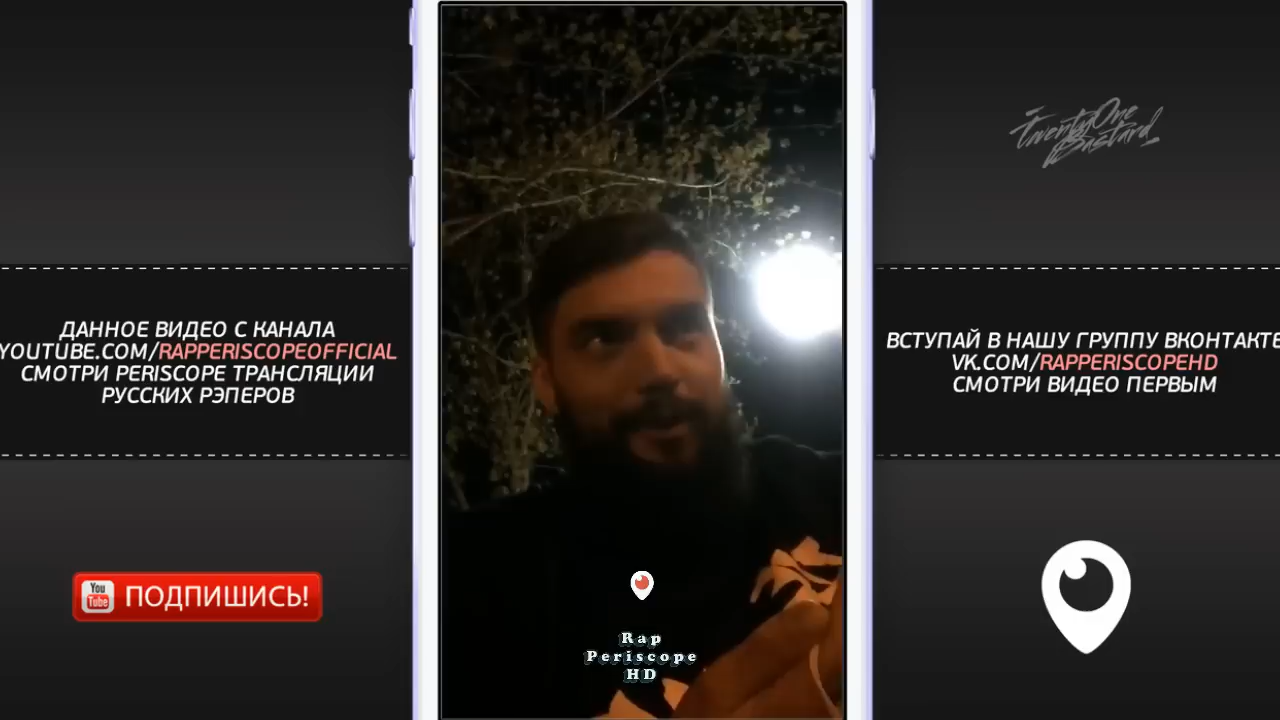 ДАННОЕ ВИДЕО С КАНАЛА
YOUTUBE.COM/RAPPERISCOPEOFFICIAL
СМОТРИ PERISCOPE ТРАНСЛЯЦИИ
РУССКИХ РЭПЕРОВ
You
Tube
ПОДПИШИСЬ!
Rap
Periscope
HD
TwentyOne
Bastard
ВСТУПАЙ В НАШУ ГРУППУ ВКОНТАКТЕ
VK.COM/RAPPERISCOPEHD
СМОТРИ ВИДЕО ПЕРВЫМ